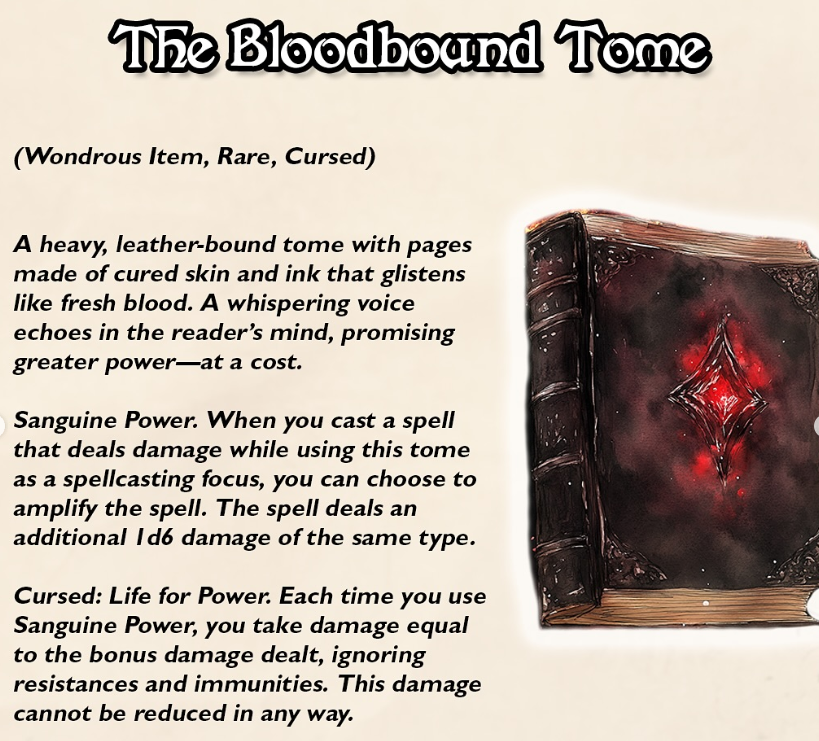 The Bloodbound Tome
(Wondrous Item, Rare, Cursed)
A heavy, leather-bound tome with pages
made of cured skin and ink that glistens
like fresh blood. A whispering voice
echoes in the reader’s mind, promising
greater power—at a cost.
Sanguine Power. When you cast a spell
that deals damage while using this tome
as a spellcasting focus, you can choose to
amplify the spell. The spell deals an
additional 1d6 damage of the same type.
Cursed: Life for Power. Each time you use
Sanguine Power, you take damage equal
to the bonus damage dealt, ignoring
resistances and immunities. This damage
cannot be reduced in any way.